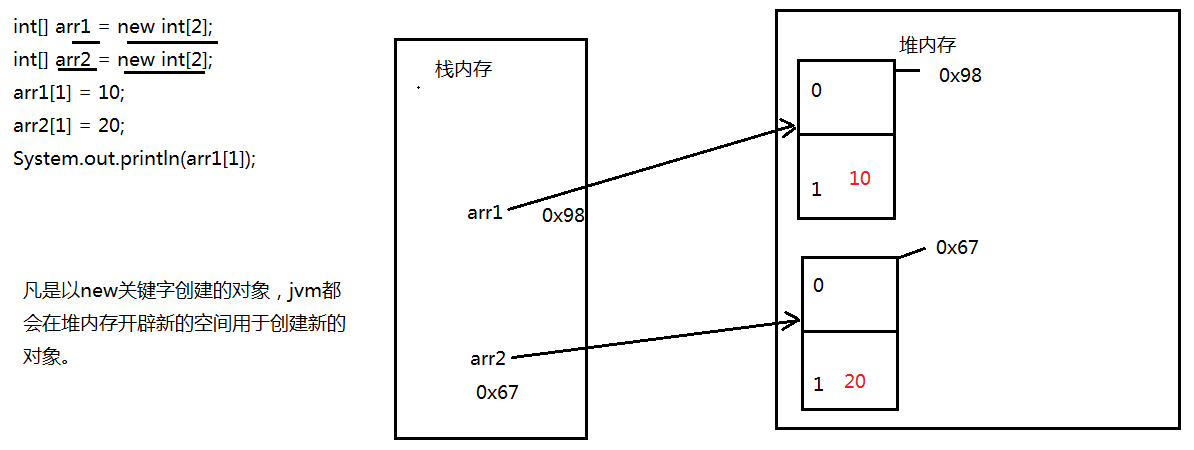 int[] arr1 = new int[2];
int[] arr2 = new int[2];
arr1[1] = 10;
arr2[1] = 20;
System.out.println(arr1[1]);
凡是以new关键字创建的对象，jvm都
会在堆内存开辟新的空间用于创建新的
对象。
栈内存
arr1
0x98
arr2
0x67
堆内存
0x98
0
1 10
0x67
0
1 20